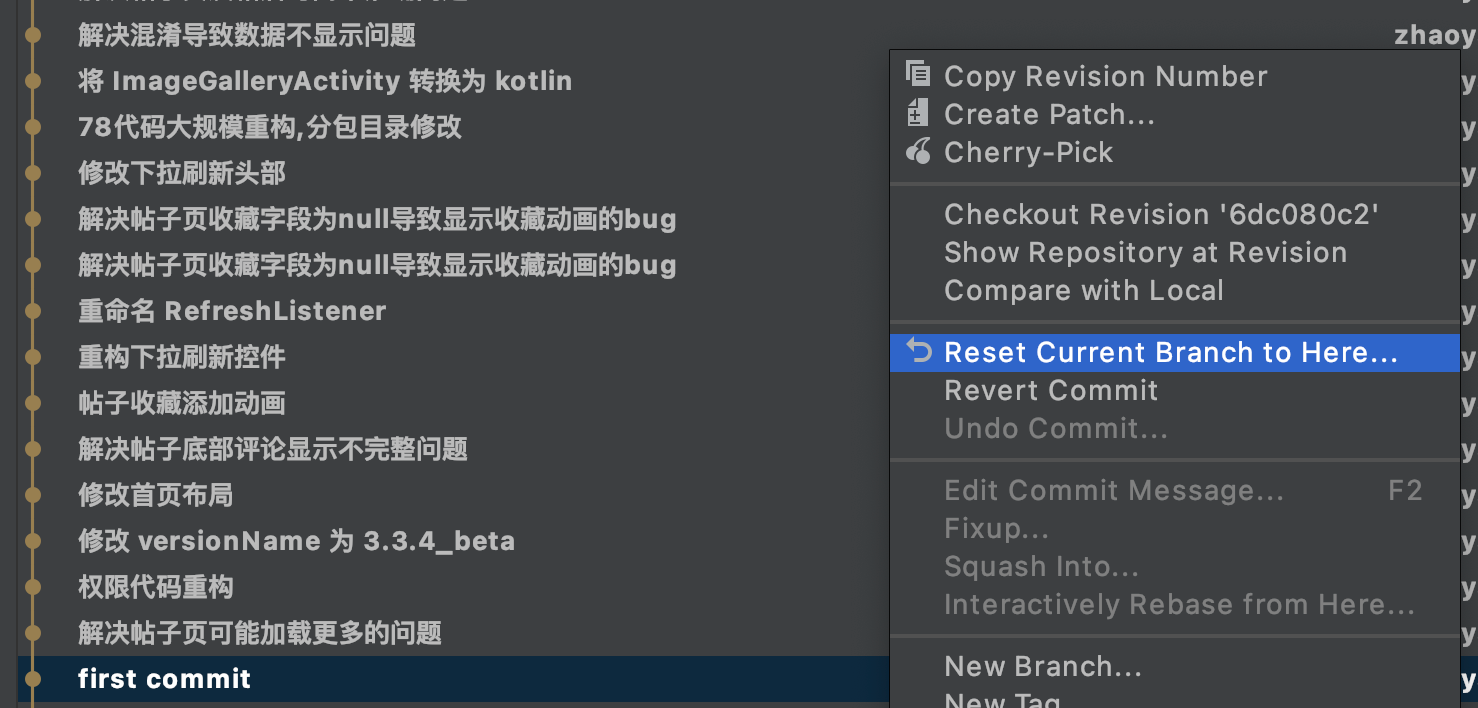 解决混淆导致数据不显示问题
zhaoy
将 ImageGalleryActivity 转换为 kotlin
78代码大规模重构,分包目录修改
修改下拉刷新头部
解决帖子页收藏字段为null导致显示收藏动画的bug
解决帖子页收藏字段为null导致显示收藏动画的bug
重命名 RefreshListener
重构下拉刷新控件
帖子收藏添加动画
解决帖子底部评论显示不完整问题
修改首页布局
修改 versionName 为 3.3.4_beta
权限代码重构
解决帖子页可能加载更多的问题
first commit
Copy Revision Number
Create Patch...
Cherry-Pick
Checkout Revision '6dc080c2'
Show Repository at Revision
Compare with Local
Reset Current Branch to Here...
Revert Commit
Undo Commit...
Edit Commit Message... F2
Fixup...
Squash Into...
Interactively Rebase from Here...
New Branch...
New Tag